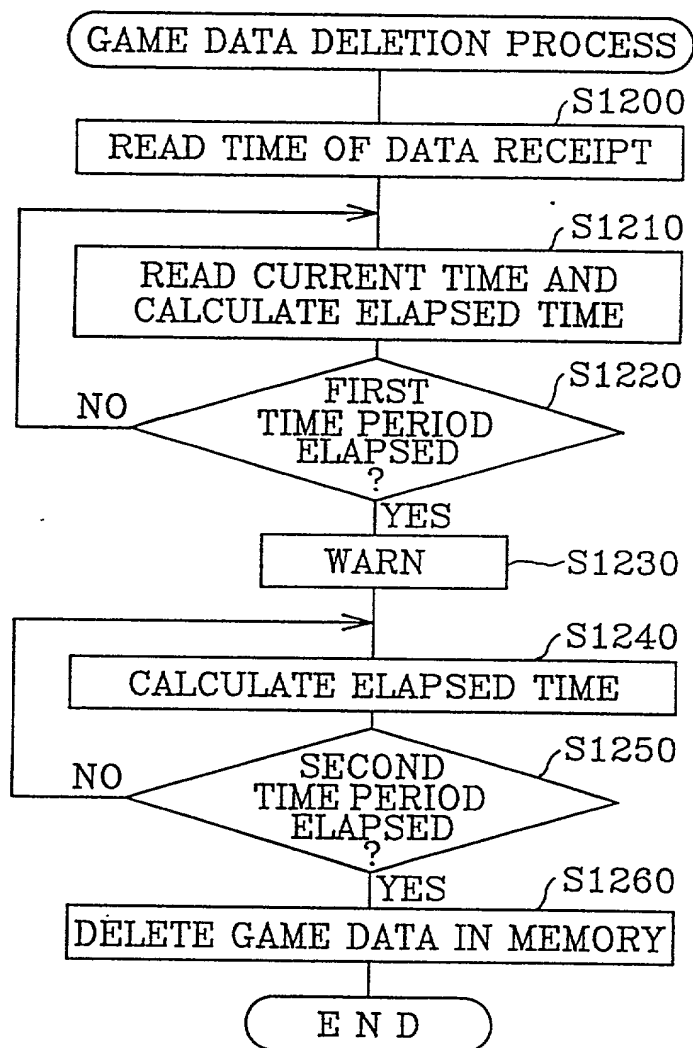 GAME DATA DELETION PROCESS
S1200
READ TIME OF DATA RECEIPT
S1210
READ CURRENT TIME AND
CALCULATE ELAPSED TIME
S1220
FIRST
TIME PERIOD
ELAPSED
?
NO
YES
WARN
S1230
S1240
CALCULATE ELAPSED TIME
S1250
SECOND
TIME PERIOD
ELAPSED
?
NO
YES
S1260
DELETE GAME DATA IN MEMORY
END